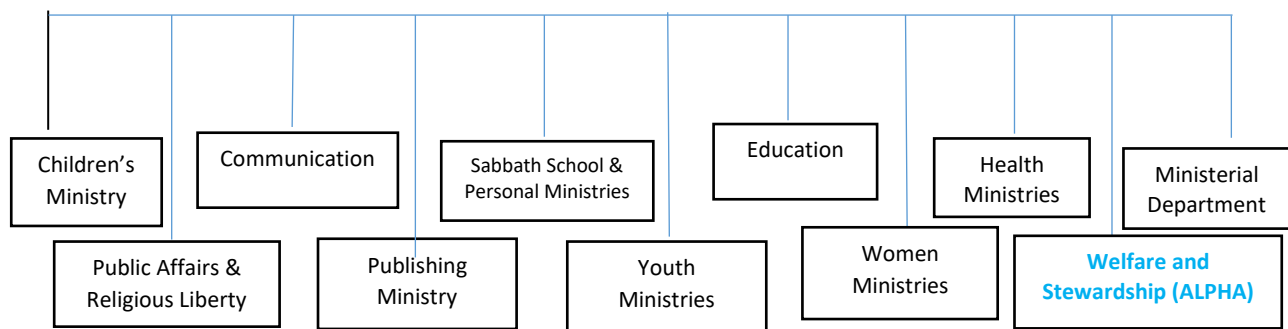 Children’s
Ministry
Communication
Sabbath School &
Personal Ministries
Education
Health
Ministries
Ministerial
Department
Public Affairs &
Religious Liberty
Publishing
Ministry
Youth
Ministries
Women
Ministries
Welfare and
Stewardship (ALPHA)